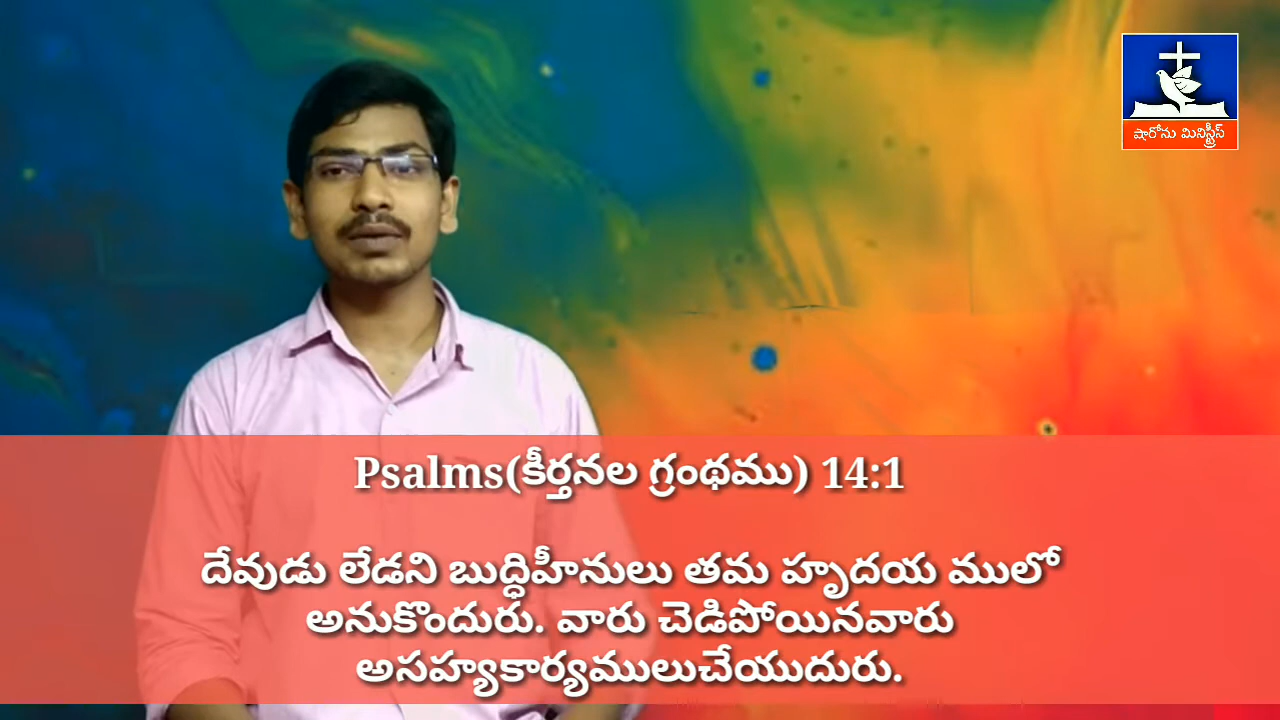 షారోను మినిస్ట్రీస్
Psalms(కీర్తనల గ్రంథము) 14:1
దేవుడు లేడని బుద్ధిహీనులు తమ హృదయ ములో
అనుకొందురు. వారు చెడిపోయినవారు
అసహ్యకార్యములుచేయుదురు.